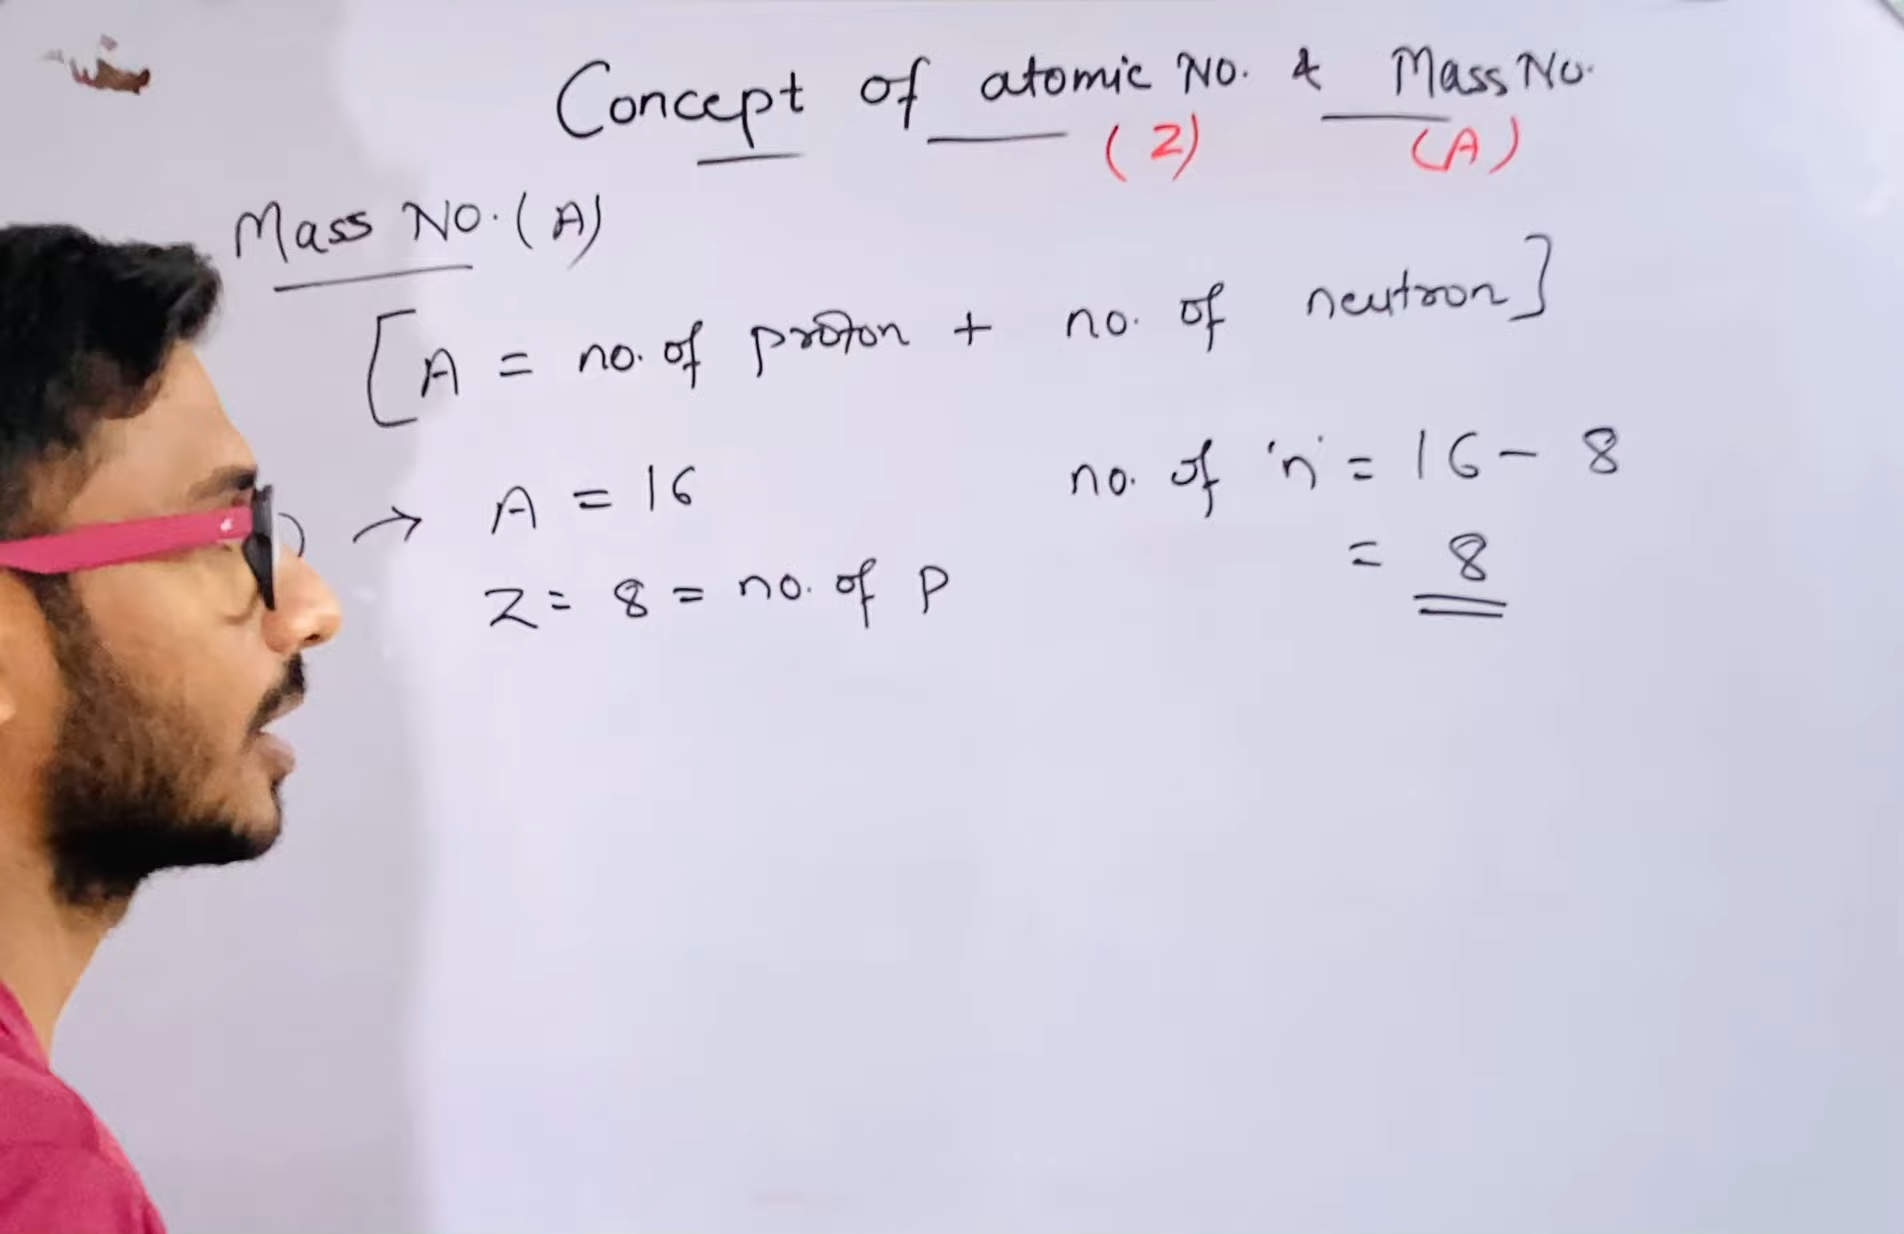 Concept of atomic No. & Mass No.
(Z) (A)
Mass No. (A)
[A = no. of proton + no. of neutron]
→ A = 16 no. of 'n' = 16 - 8
Z = 8 = no. of P = 8